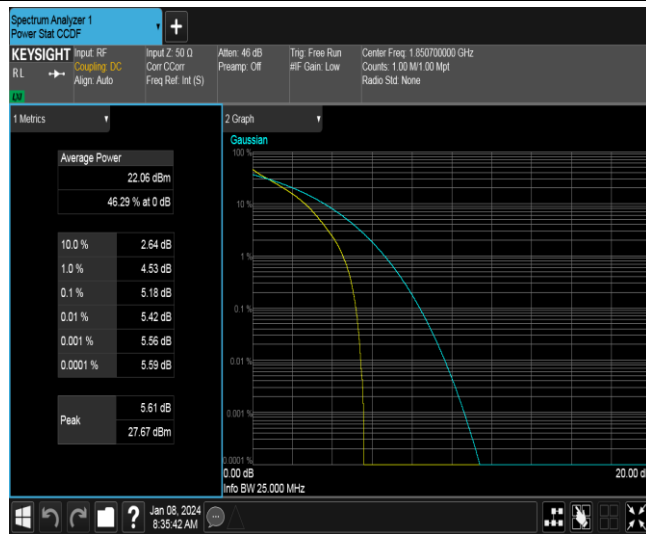 Spectrum Analyzer 1
Power Stat CCDF
+
KEYSIGHT
RL
Input: RF
Coupling: DC
Align: Auto
Input Z: 50 Ω
Corr CCorr
Freq Ref: Int (S)
Atten: 46 dB
Preamp: Off
Trig: Free Run
#IF Gain: Low
Center Freq: 1.850700000 GHz
Counts: 1.00 M/1.00 Mpt
Radio Std: None
1 Metrics
Average Power
22.06 dBm
46.29 % at 0 dB
10.0 % 2.64 dB
1.0 % 4.53 dB
0.1 % 5.18 dB
0.01 % 5.42 dB
0.001 % 5.56 dB
0.0001 % 5.59 dB
Peak
5.61 dB
27.67 dBm
2 Graph
Gaussian
100 %
10 %
1 %
0.1 %
0.01 %
0.001 %
0.0001 %
0.00 dB
20.00 d
Info BW 25.000 MHz
?
Jan 08, 2024
8:35:42 AM